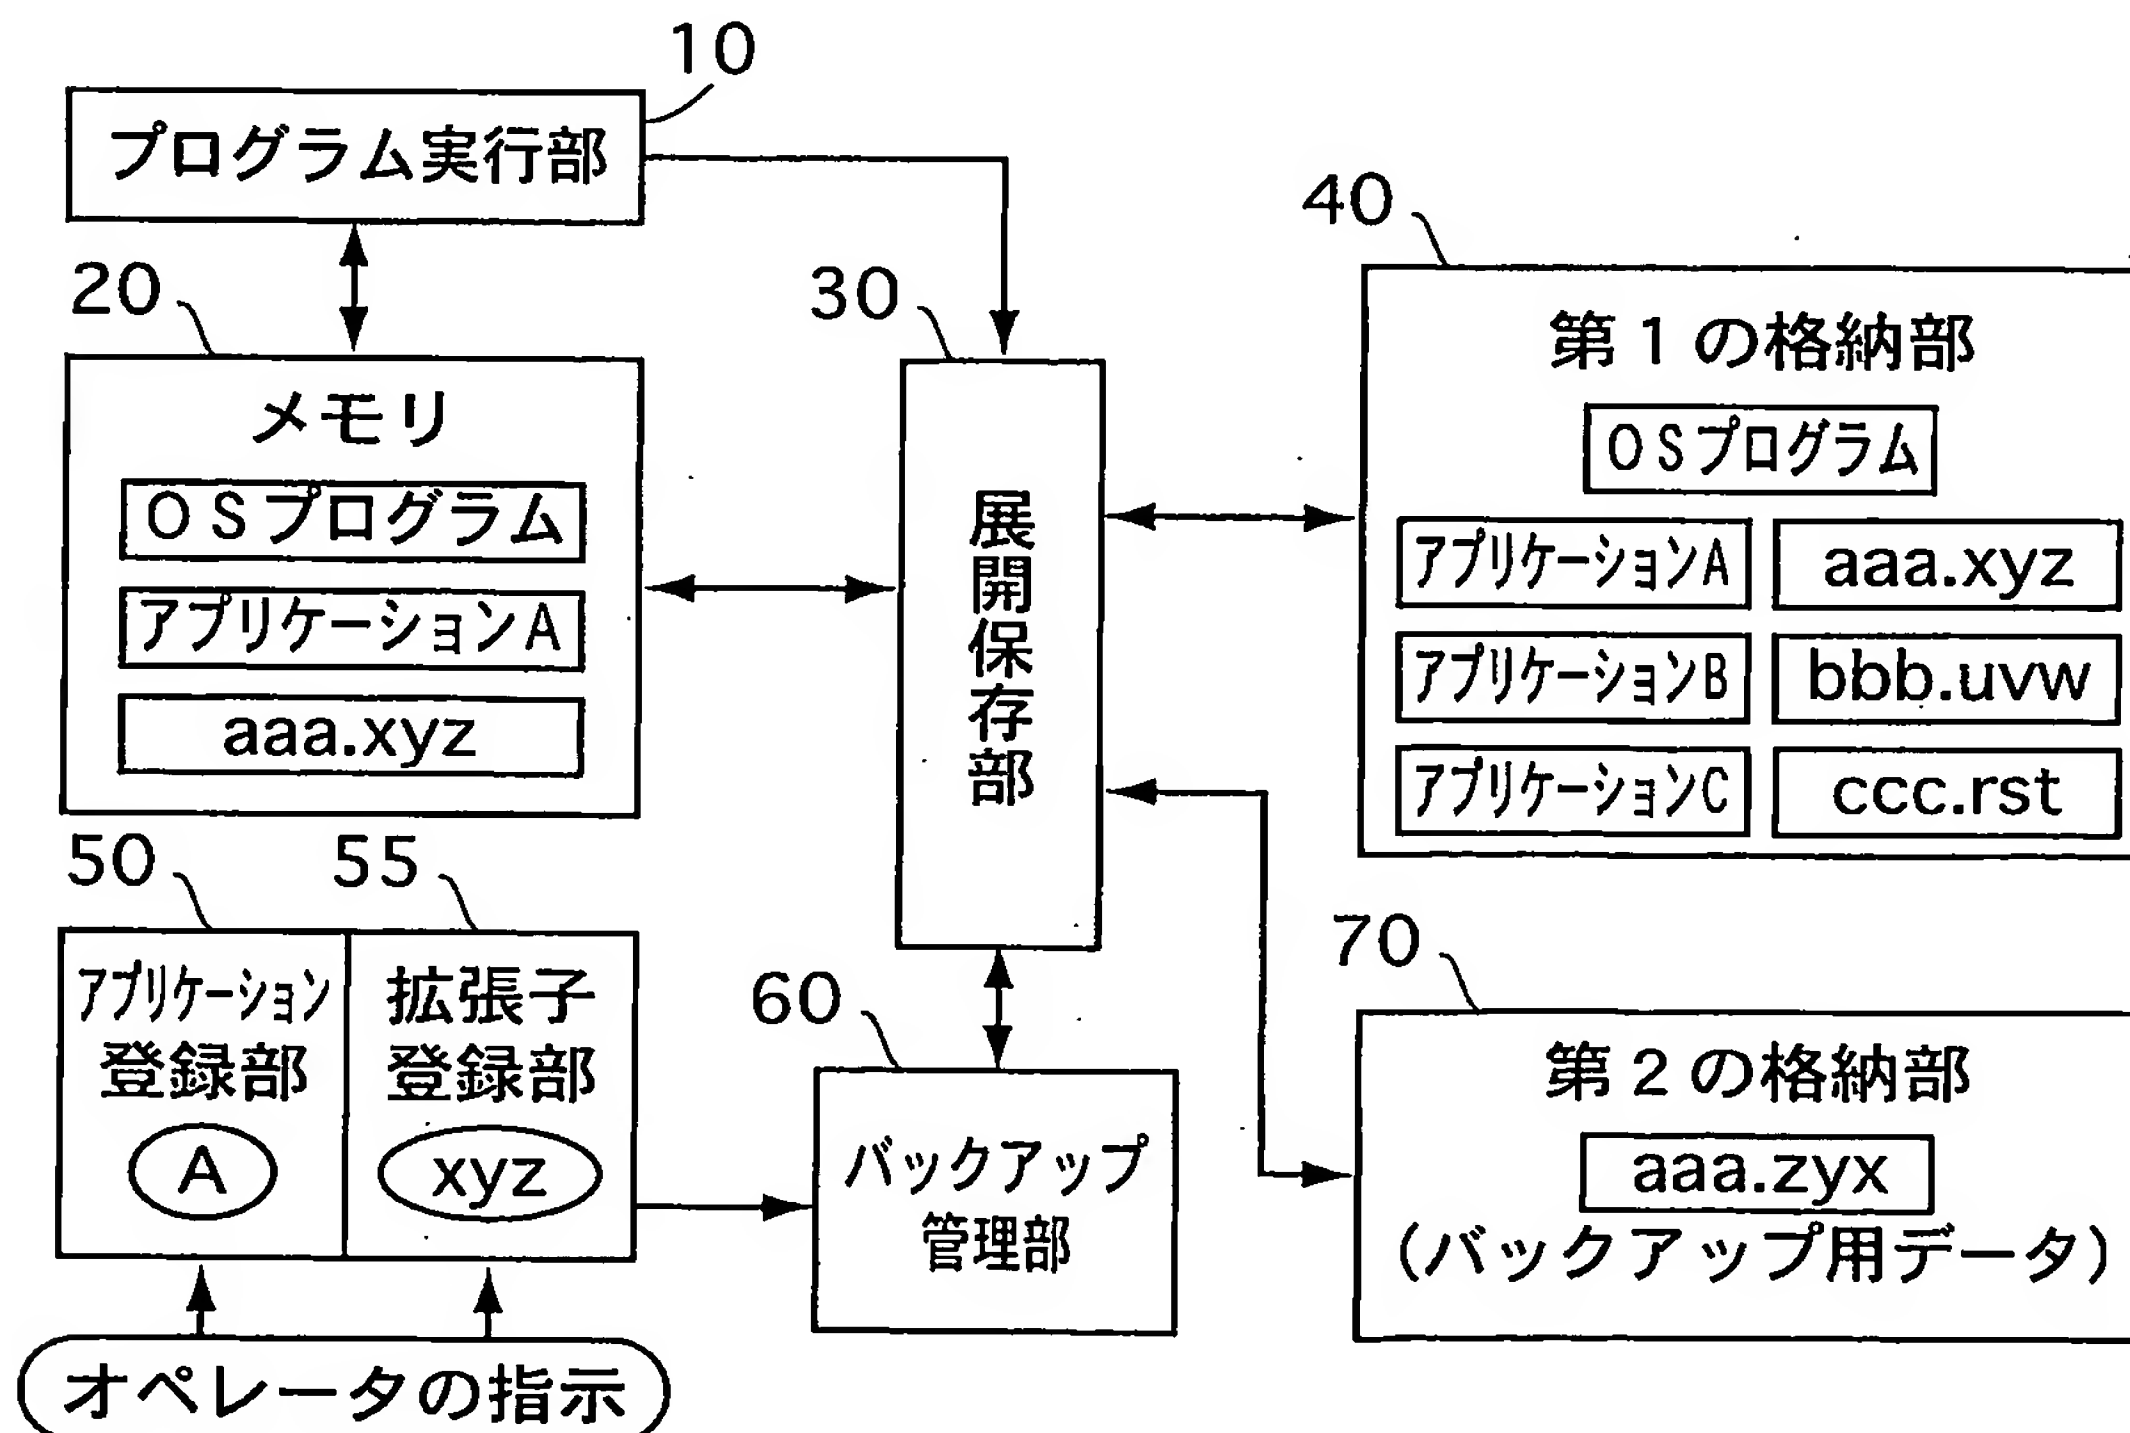 10
プログラム実行部
20
メモリ
OSプログラム
アプリケーションA
aaa.xyz
30
展開保存部
40
第1の格納部
OSプログラム
アプリケーションA
aaa.xyz
アプリケーションB
bbb.uvw
アプリケーションC
ccc.rst
50
アプリケーション
登録部
A
55
拡張子
登録部
xyz
60
バックアップ
管理部
70
第2の格納部
aaa.zyx
(バックアップ用データ)
オペレータの指示